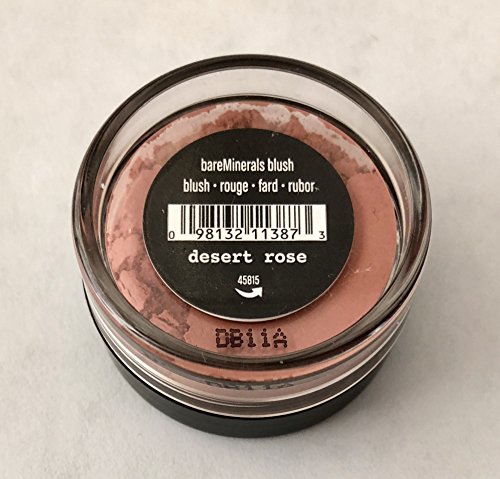 bareMinerals blush
blush · rouge · fard · rubor
0 98132 11387 3
desert rose
45815
DB11A